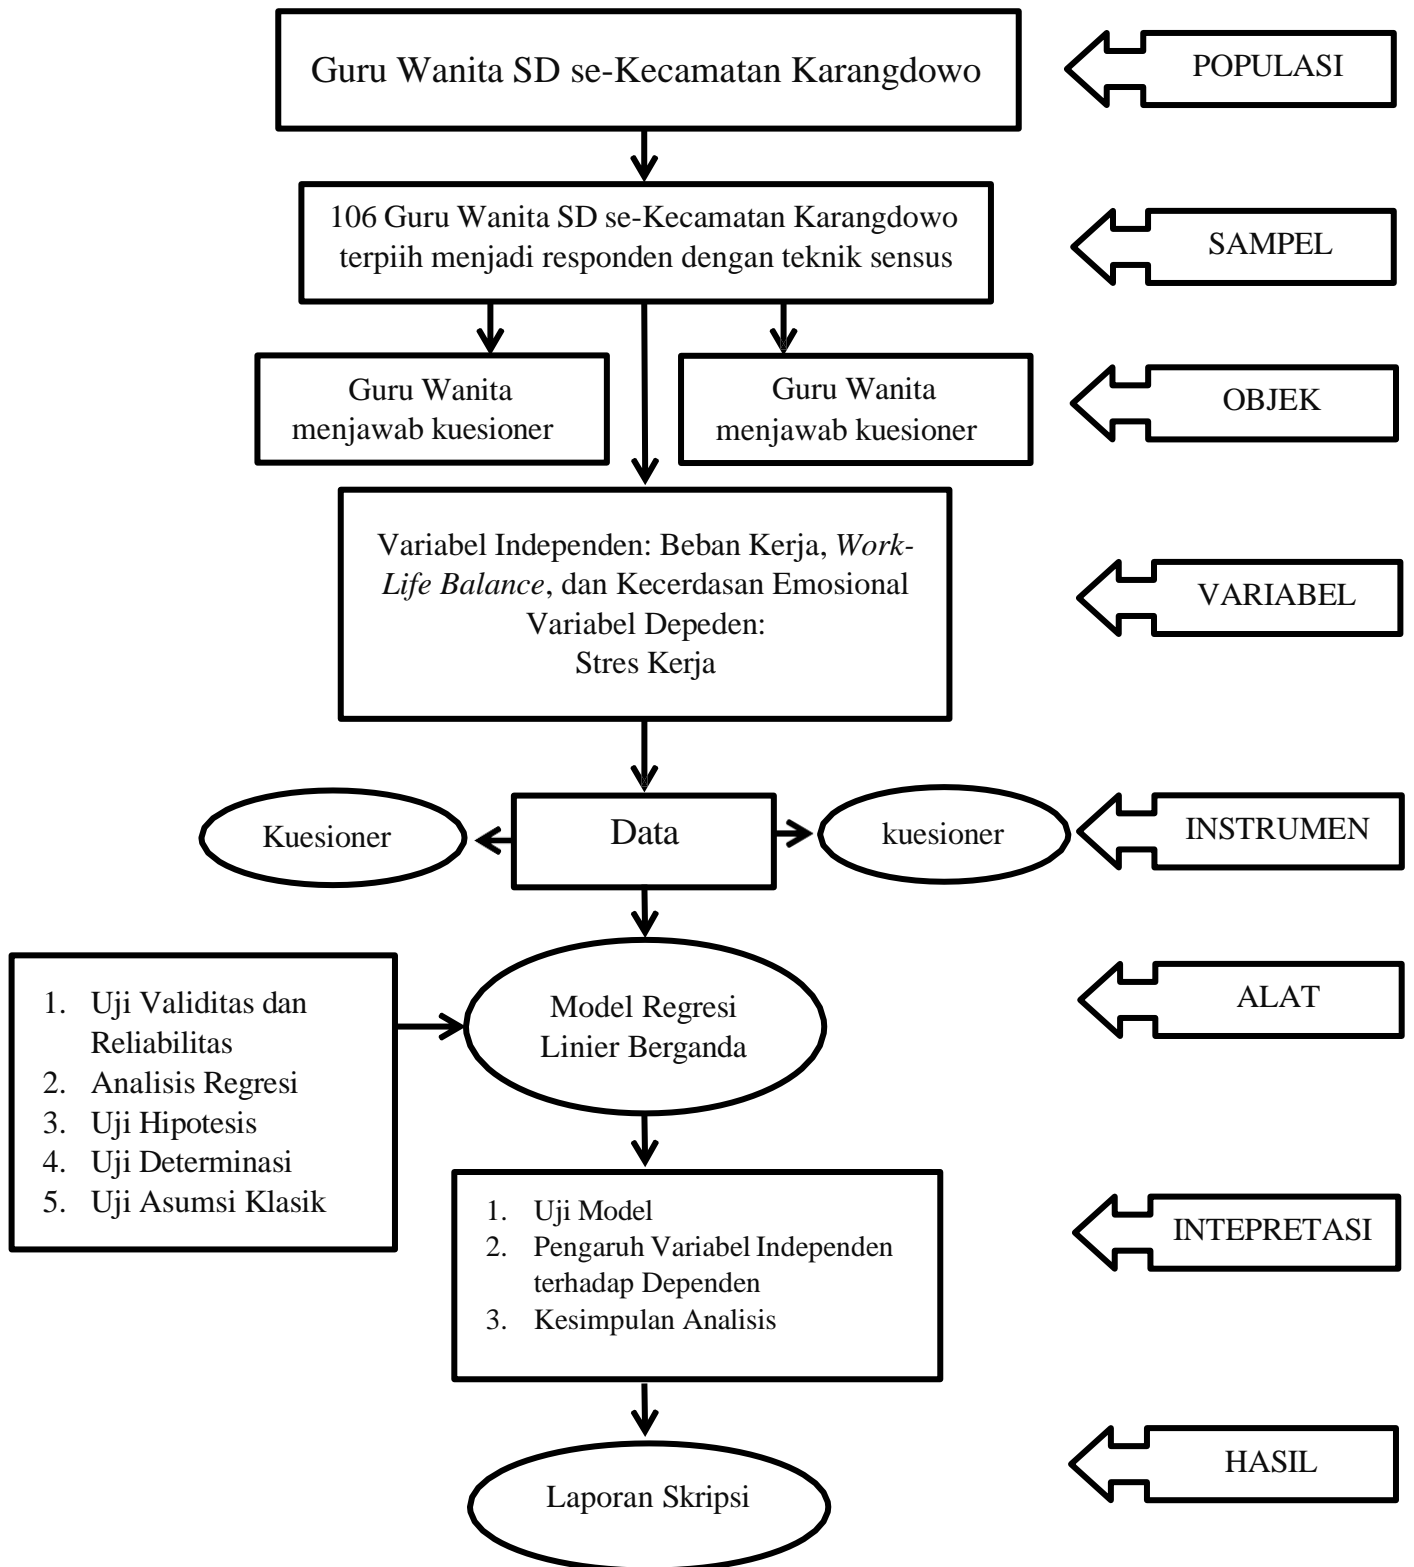 Guru Wanita SD se-Kecamatan Karangdowo
POPULASI
106 Guru Wanita SD se-Kecamatan Karangdowo
terpiih menjadi responden dengan teknik sensus
SAMPEL
Guru Wanita
menjawab kuesioner
Guru Wanita
menjawab kuesioner
OBJEK
Variabel Independen: Beban Kerja, Work-
Life Balance, dan Kecerdasan Emosional
Variabel Depeden:
Stres Kerja
VARIABEL
Kuesioner
Data
kuesioner
INSTRUMEN
1. Uji Validitas dan
Reliabilitas
2. Analisis Regresi
3. Uji Hipotesis
4. Uji Determinasi
5. Uji Asumsi Klasik
Model Regresi
Linier Berganda
ALAT
1. Uji Model
2. Pengaruh Variabel Independen
terhadap Dependen
3. Kesimpulan Analisis
INTEPRETASI
Laporan Skripsi
HASIL